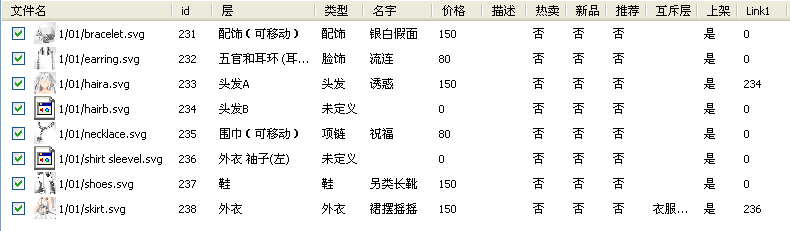 文件名 id 层 类型 名字 价格 描述 热卖 新品 推荐 互斥层 上架 Link1
1/01/bracelet.svg 231 配饰（可移动） 配饰 银白假面 150 否 否 否 是 0
1/01/earring.svg 232 五官和耳环 (耳... 脸饰 流连 80 否 否 否 是 0
1/01/haira.svg 233 头发A 头发 诱惑 150 否 否 否 是 234
1/01/hairb.svg 234 头发B 未定义 0 否 否 否 是 0
1/01/necklace.svg 235 围巾（可移动） 项链 祝福 80 否 否 否 是 0
1/01/shirt sleevel.svg 236 外衣 袖子(左) 未定义 0 否 否 否 是 0
1/01/shoes.svg 237 鞋 鞋 另类长靴 150 否 否 否 是 0
1/01/skirt.svg 238 外衣 外衣 裙摆摇摇 150 否 否 否 衣服... 是 236